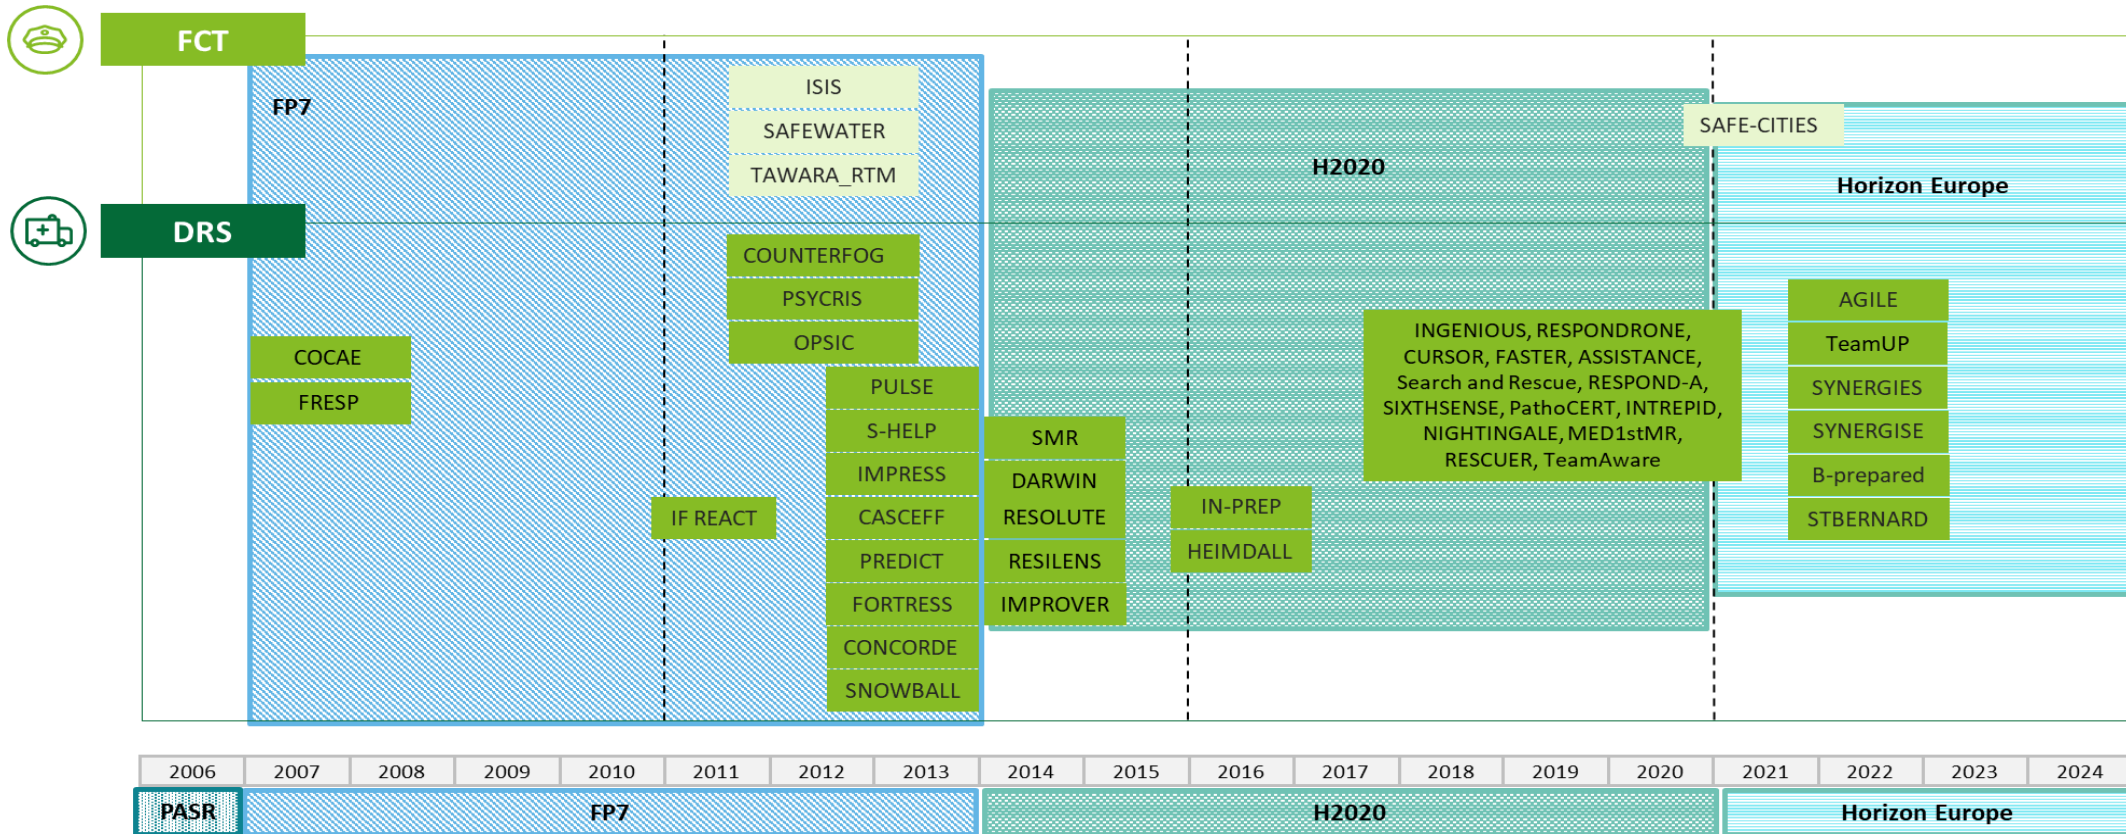 FCT
FP7
ISIS
SAFEWATER
TAWARA_RTM
H2020
SAFE-CITIES
Horizon Europe
DRS
COUNTERFOG
PSYCRIS
OPSIC
COCAE
FRESP
IF REACT
PULSE
S-HELP
IMPRESS
CASCEFF
PREDICT
FORTRESS
CONCORDE
SNOWBALL
SMR
DARWIN
RESOLUTE
RESILENS
IMPROVER
IN-PREP
HEIMDALL
INGENIOUS, RESPONDRONE,
CURSOR, FASTER, ASSISTANCE,
Search and Rescue, RESPOND-A,
SIXTHSENSE, PathoCERT, INTREPID,
NIGHTINGALE, MED1stMR,
RESCUER, TeamAware
AGILE
TeamUP
SYNERGIES
SYNERGISE
B-prepared
STBERNARD
2006 2007 2008 2009 2010 2011 2012 2013 2014 2015 2016 2017 2018 2019 2020 2021 2022 2023 2024
PASR FP7 H2020 Horizon Europe